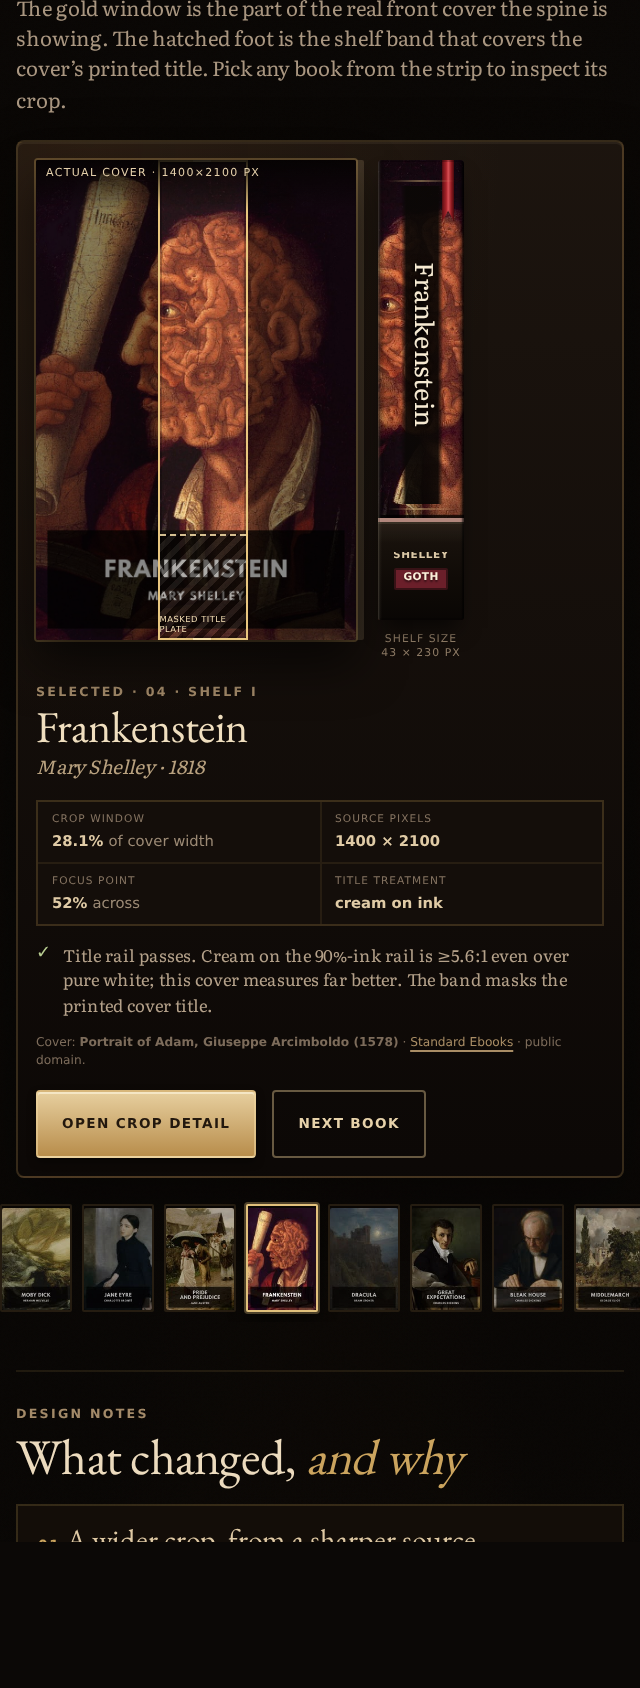 The gold window is the part of the real front cover the spine is
showing. The hatched foot is the shelf band that covers the
cover’s printed title. Pick any book from the strip to inspect its
crop.
ACTUAL COVER · 1400×2100 PX
FRANKENSTEIN
MARY SHELLEY
MASKED TITLE
PLATE
Frankenstein
SHELLEY
GOTH
SHELF SIZE
43 × 230 PX
SELECTED · 04 · SHELF I
Frankenstein
Mary Shelley · 1818
CROP WINDOW
28.1% of cover width
SOURCE PIXELS
1400 × 2100
FOCUS POINT
52% across
TITLE TREATMENT
cream on ink
✓ Title rail passes. Cream on the 90%-ink rail is ≥5.6:1 even over
pure white; this cover measures far better. The band masks the
printed cover title.
Cover: Portrait of Adam, Giuseppe Arcimboldo (1578) · Standard Ebooks · public
domain.
OPEN CROP DETAIL
NEXT BOOK
MOBY DICK
JANE EYRE
PRIDE
AND PREJUDICE
FRANKENSTEIN
MARY SHELLEY
DRACULA
GREAT
EXPECTATIONS
BLEAK HOUSE
MIDDLEMARCH
DESIGN NOTES
What changed, and why
A wider crop, from a sharper source